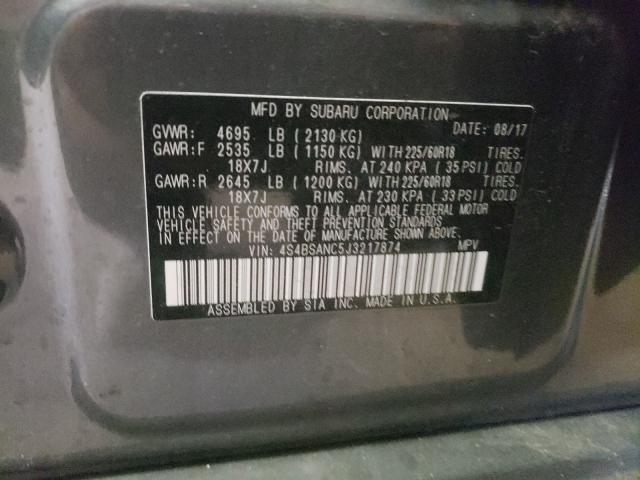 MFD BY SUBARU CORPORATION DATE: 08/17
GVWR: 4695 LB (2130 KG)
GAWR:F 2535 LB (1150 KG) WITH 225/60R18 TIRES.
18X7J RIMS. AT 240 KPA (35 PSI) COLD
GAWR:R 2645 LB (1200 KG) WITH 225/60R18 TIRES.
18X7J RIMS. AT 230 KPA (33 PSI) COLD
THIS VEHICLE CONFORMS TO ALL APPLICABLE FEDERAL MOTOR
VEHICLE SAFETY AND THEFT PREVENTION STANDARDS
IN EFFECT ON THE DATE OF MANUFACTURE SHOWN ABOVE.
VIN: 4S4BSANC5J3217874 MPV
ASSEMBLED BY SIA INC. MADE IN U.S.A.